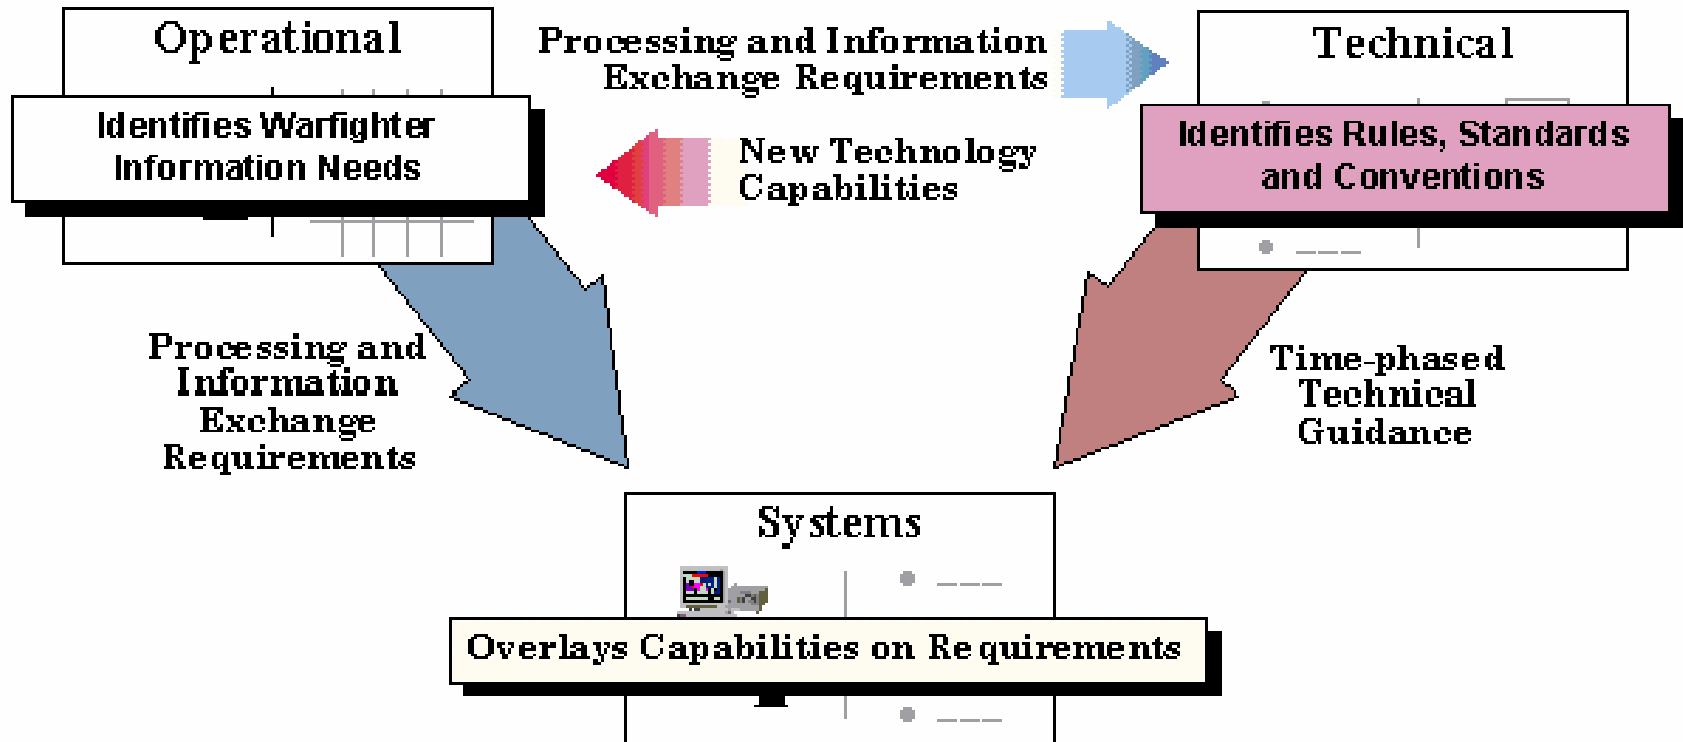 Operational
Identifies Warfighter
Information Needs
Processing and Information
Exchange Requirements
New Technology
Capabilities
Technical
Identifies Rules, Standards
and Conventions
Processing and
Information
Exchange
Requirements
Time-phased
Technical
Guidance
Systems
Overlays Capabilities on Requirements